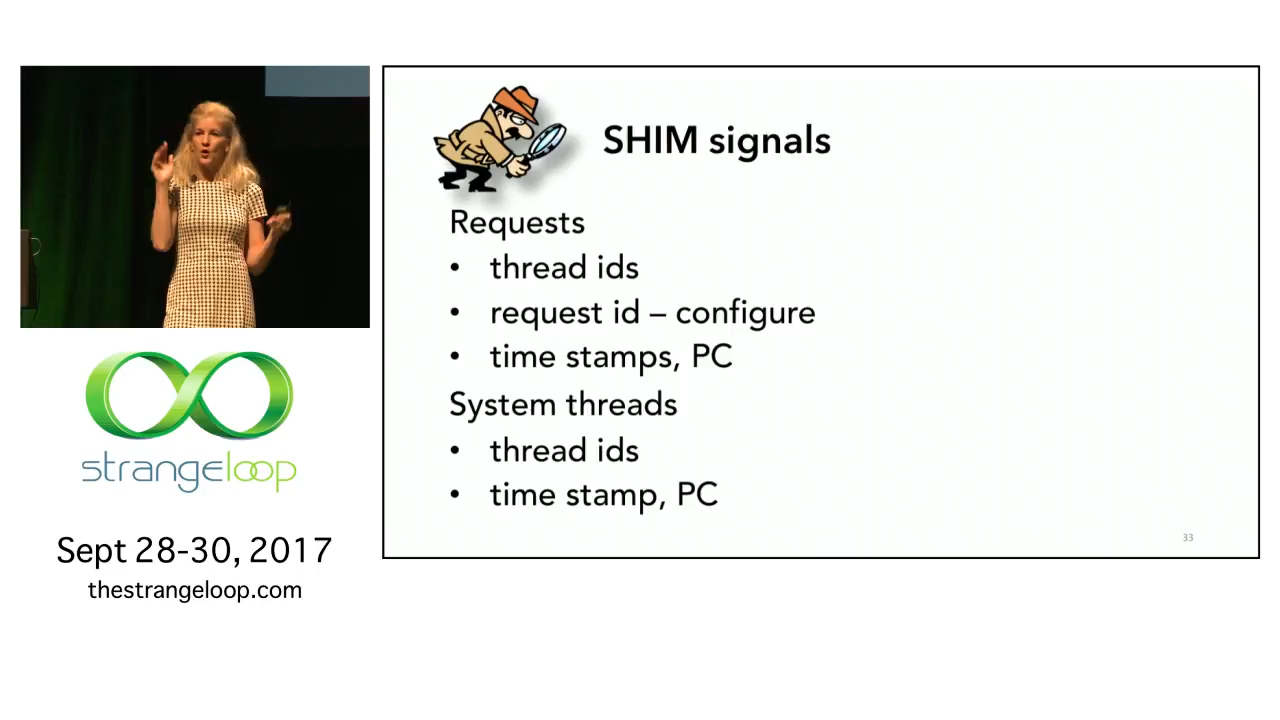 SHIM signals
Requests
• thread ids
• request id – configure
• time stamps, PC
System threads
• thread ids
• time stamp, PC
33
strangeloop
Sept 28-30, 2017
thestrangeloop.com